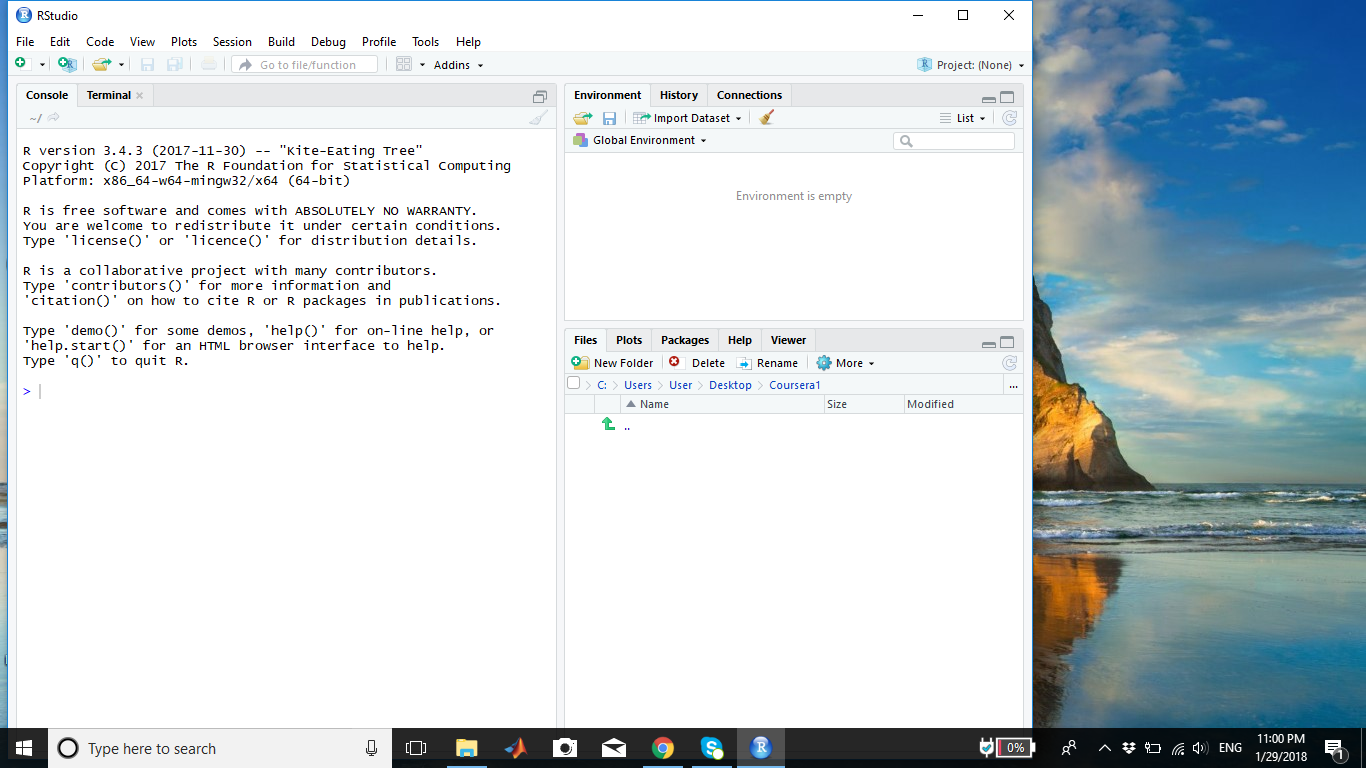 RStudio
File Edit Code View Plots Session Build Debug Profile Tools Help
Go to file/function Addins Project: (None)
Console Terminal
~/
R version 3.4.3 (2017-11-30) -- "Kite-Eating Tree"
Copyright (C) 2017 The R Foundation for Statistical Computing
Platform: x86_64-w64-mingw32/x64 (64-bit)
R is free software and comes with ABSOLUTELY NO WARRANTY.
You are welcome to redistribute it under certain conditions.
Type 'license()' or 'licence()' for distribution details.
R is a collaborative project with many contributors.
Type 'contributors()' for more information and
'citation()' on how to cite R or R packages in publications.
Type 'demo()' for some demos, 'help()' for on-line help, or
'help.start()' for an HTML browser interface to help.
Type 'q()' to quit R.
>
Environment History Connections
Import Dataset List
Global Environment
Environment is empty
Files Plots Packages Help Viewer
New Folder Delete Rename More
C: Users User Desktop Coursera1 ...
Name Size Modified
..
Type here to search
0%
ENG
11:00 PM
1/29/2018
1